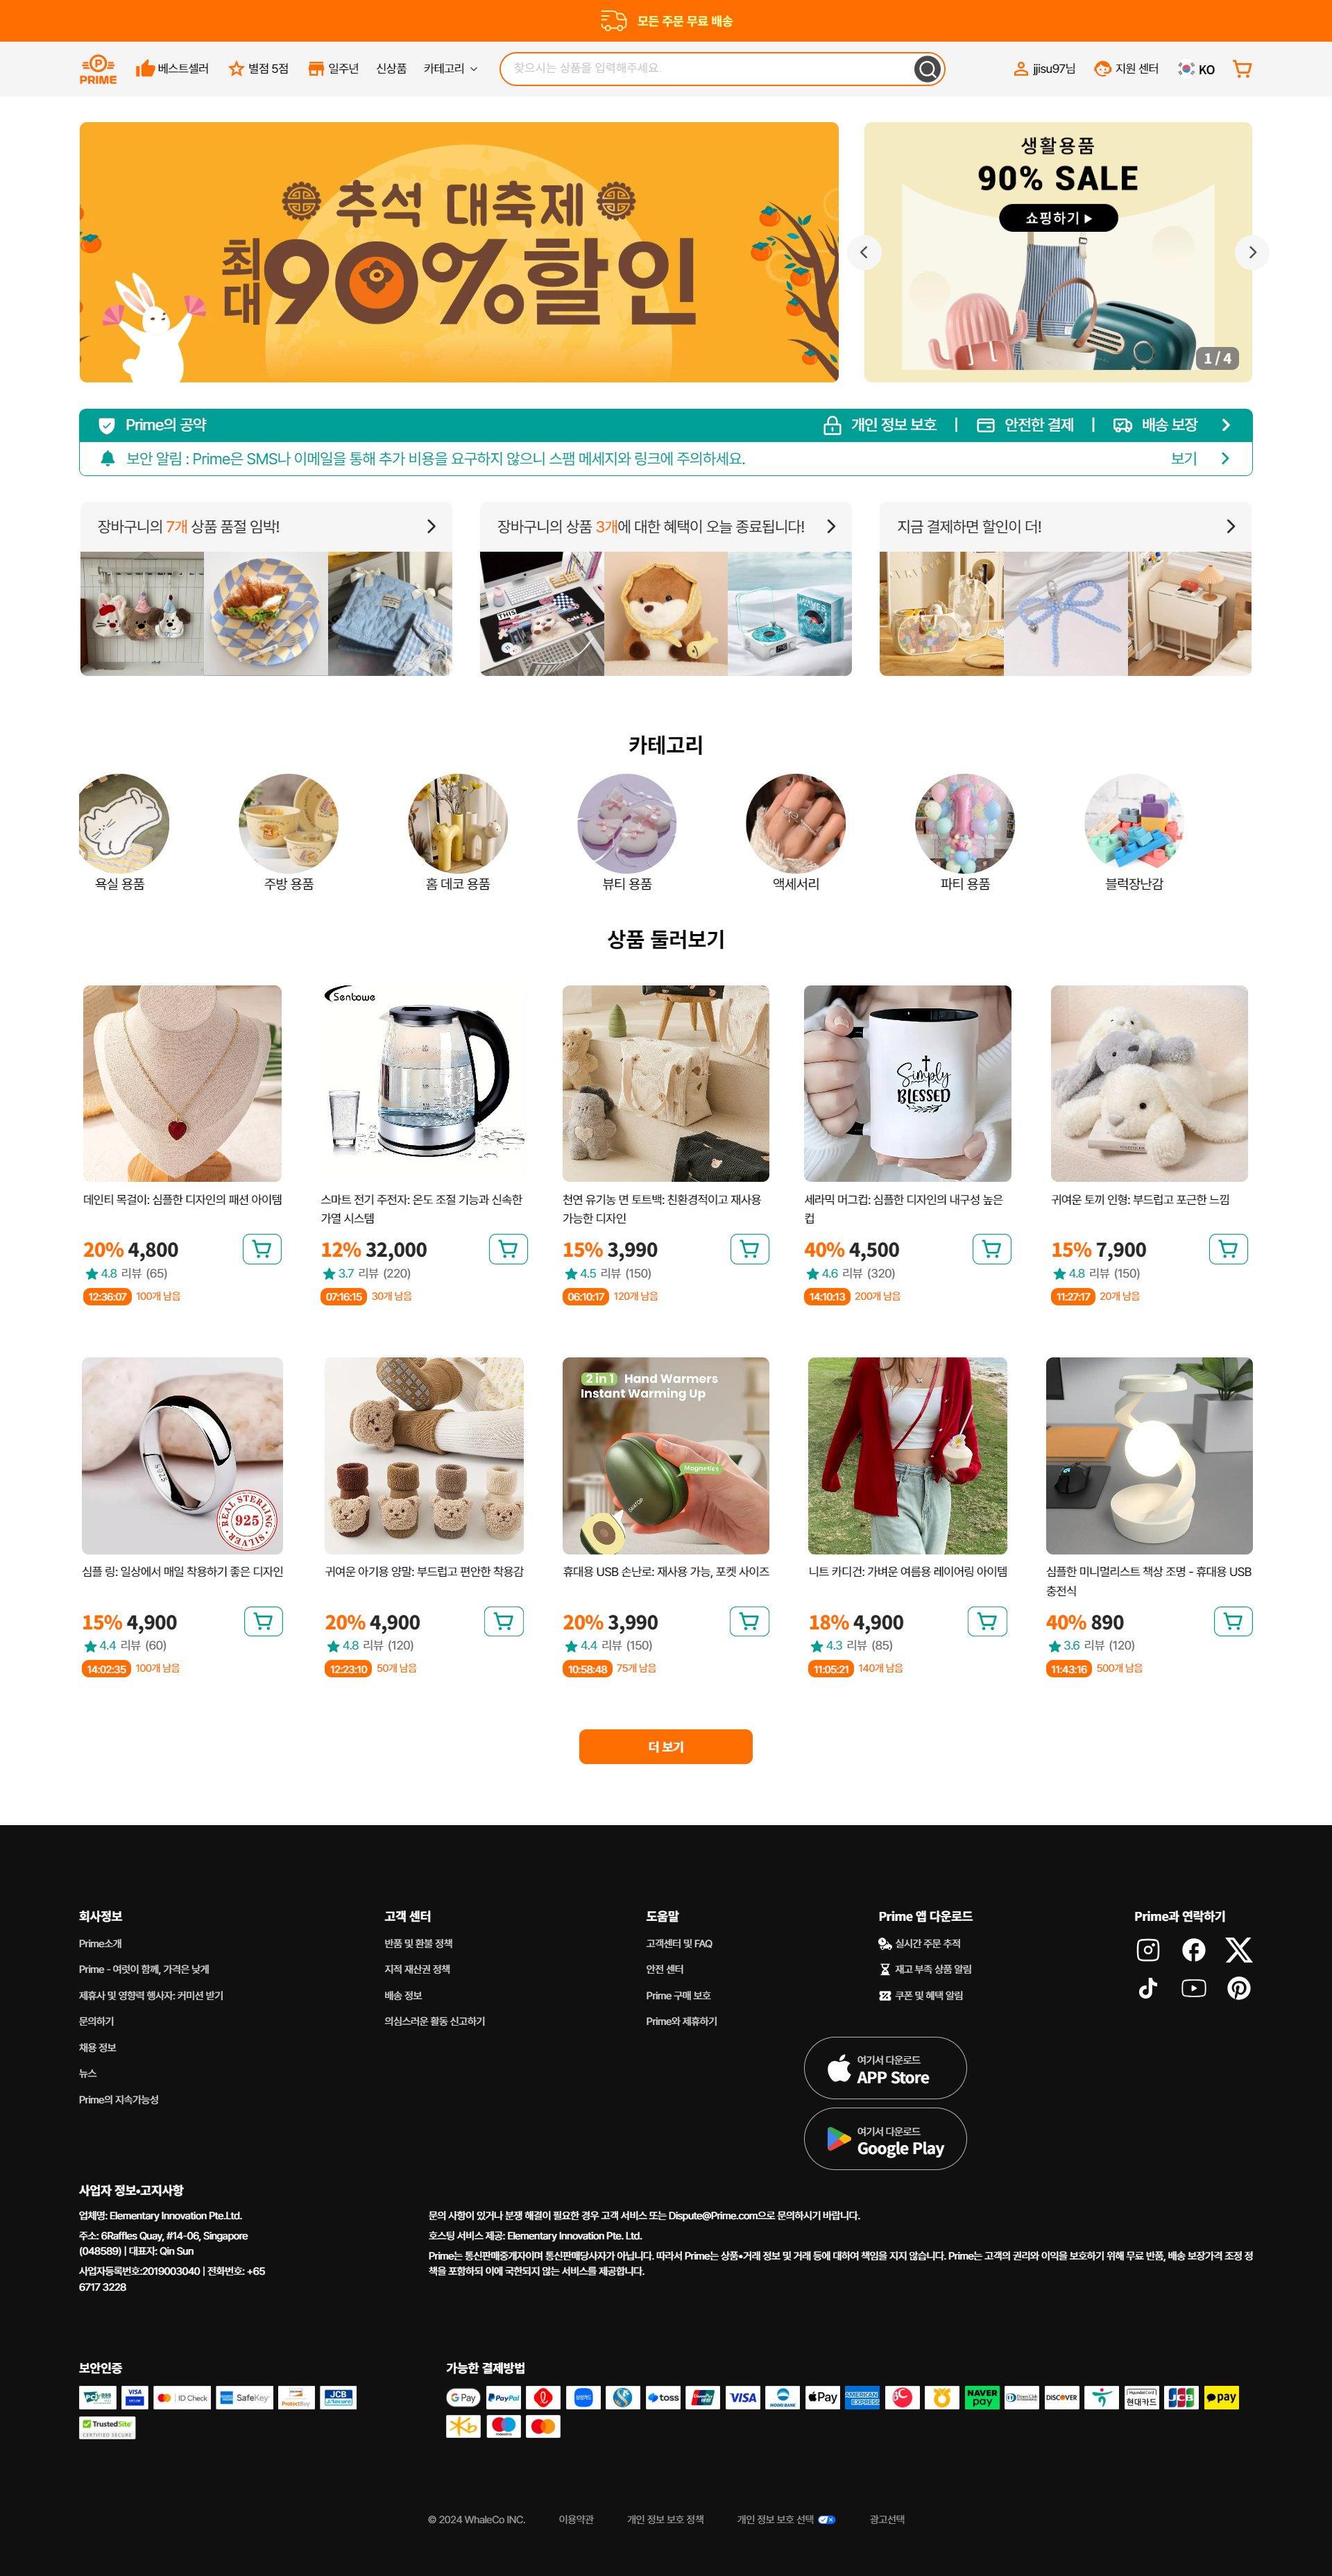 모든 주문 무료 배송
PRIME
베스트셀러
별점 5점
일주년
신상품
카테고리
찾으시는 상품을 입력해주세요.
jjisu97님
지원 센터
KO
추석 대축제
최대 90%할인
생활용품
90% SALE
쇼핑하기
1 / 4
Prime의 공약
개인 정보 보호 | 안전한 결제 | 배송 보장
보안 알림 : Prime은 SMS나 이메일을 통해 추가 비용을 요구하지 않으니 스팸 메세지와 링크에 주의하세요.
보기
장바구니의 7개 상품 품절 임박!
장바구니의 상품 3개에 대한 혜택이 오늘 종료됩니다!
지금 결제하면 할인이 더!
카테고리
욕실 용품
주방 용품
홈 데코 용품
뷰티 용품
액세서리
파티 용품
블럭장난감
상품 둘러보기
데인티 목걸이: 심플한 디자인의 패션 아이템
20% 4,800
4.8 리뷰 (65)
12:36:07 100개 남음
Senbowe
스마트 전기 주전자: 온도 조절 기능과 신속한
가열 시스템
12% 32,000
3.7 리뷰 (220)
07:16:15 30개 남음
천연 유기농 면 토트백: 친환경적이고 재사용
가능한 디자인
15% 3,990
4.5 리뷰 (150)
06:10:17 120개 남음
Simply
BLESSED
세라믹 머그컵: 심플한 디자인의 내구성 높은
컵
40% 4,500
4.6 리뷰 (320)
14:10:13 200개 남음
귀여운 토끼 인형: 부드럽고 포근한 느낌
15% 7,900
4.8 리뷰 (150)
11:27:17 20개 남음
S925
REAL STERLING
925
SILVER
심플 링: 일상에서 매일 착용하기 좋은 디자인
15% 4,900
4.4 리뷰 (60)
14:02:35 100개 남음
귀여운 아기용 양말: 부드럽고 편안한 착용감
20% 4,900
4.8 리뷰 (120)
12:23:10 50개 남음
2 in 1 Hand Warmers
Instant Warming Up
Magnetics
휴대용 USB 손난로: 재사용 가능, 포켓 사이즈
20% 3,990
4.4 리뷰 (150)
10:58:48 75개 남음
니트 카디건: 가벼운 여름용 레이어링 아이템
18% 4,900
4.3 리뷰 (85)
11:05:21 140개 남음
심플한 미니멀리스트 책상 조명 - 휴대용 USB
충전식
40% 890
3.6 리뷰 (120)
11:43:16 500개 남음
더 보기
회사정보
Prime소개
Prime - 여럿이 함께, 가격은 낮게
제휴사 및 영향력 행사자: 커미션 받기
문의하기
채용 정보
뉴스
Prime의 지속가능성
고객 센터
반품 및 환불 정책
지적 재산권 정책
배송 정보
의심스러운 활동 신고하기
도움말
고객센터 및 FAQ
안전 센터
Prime 구매 보호
Prime와 제휴하기
Prime 앱 다운로드
실시간 주문 추적
재고 부족 상품 알림
쿠폰 및 혜택 알림
여기서 다운로드
APP Store
여기서 다운로드
Google Play
Prime과 연락하기
사업자 정보•고지사항
업체명: Elementary Innovation Pte.Ltd.
주소: 6Raffles Quay, #14-06, Singapore
(048589) | 대표자: Qin Sun
사업자등록번호:2019003040 | 전화번호: +65
6717 3228
문의 사항이 있거나 분쟁 해결이 필요한 경우 고객 서비스 또는 Dispute@Prime.com으로 문의하시기 바랍니다.
호스팅 서비스 제공: Elementary Innovation Pte. Ltd.
Prime는 통신판매중개자이며 통신판매당사자가 아닙니다. 따라서 Prime는 상품•거래 정보 및 거래 등에 대하여 책임을 지지 않습니다. Prime는 고객의 권리와 이익을 보호하기 위해 무료 반품, 배송 보장가격 조정 정
책을 포함하되 이에 국한되지 않는 서비스를 제공합니다.
보안인증
PCI DSS
VISA
ID Check
SafeKey
ProtectBuy
JCB
J/Secure
TrustedSite
CERTIFIED SECURE
가능한 결제방법
G Pay
PayPal
toss
VISA
Pay
AMERICAN EXPRESS
NAVER pay
DISCOVER
현대카드
JCB
pay
maestro
© 2024 WhaleCo INC.
이용약관
개인 정보 보호 정책
개인 정보 보호 선택
광고선택